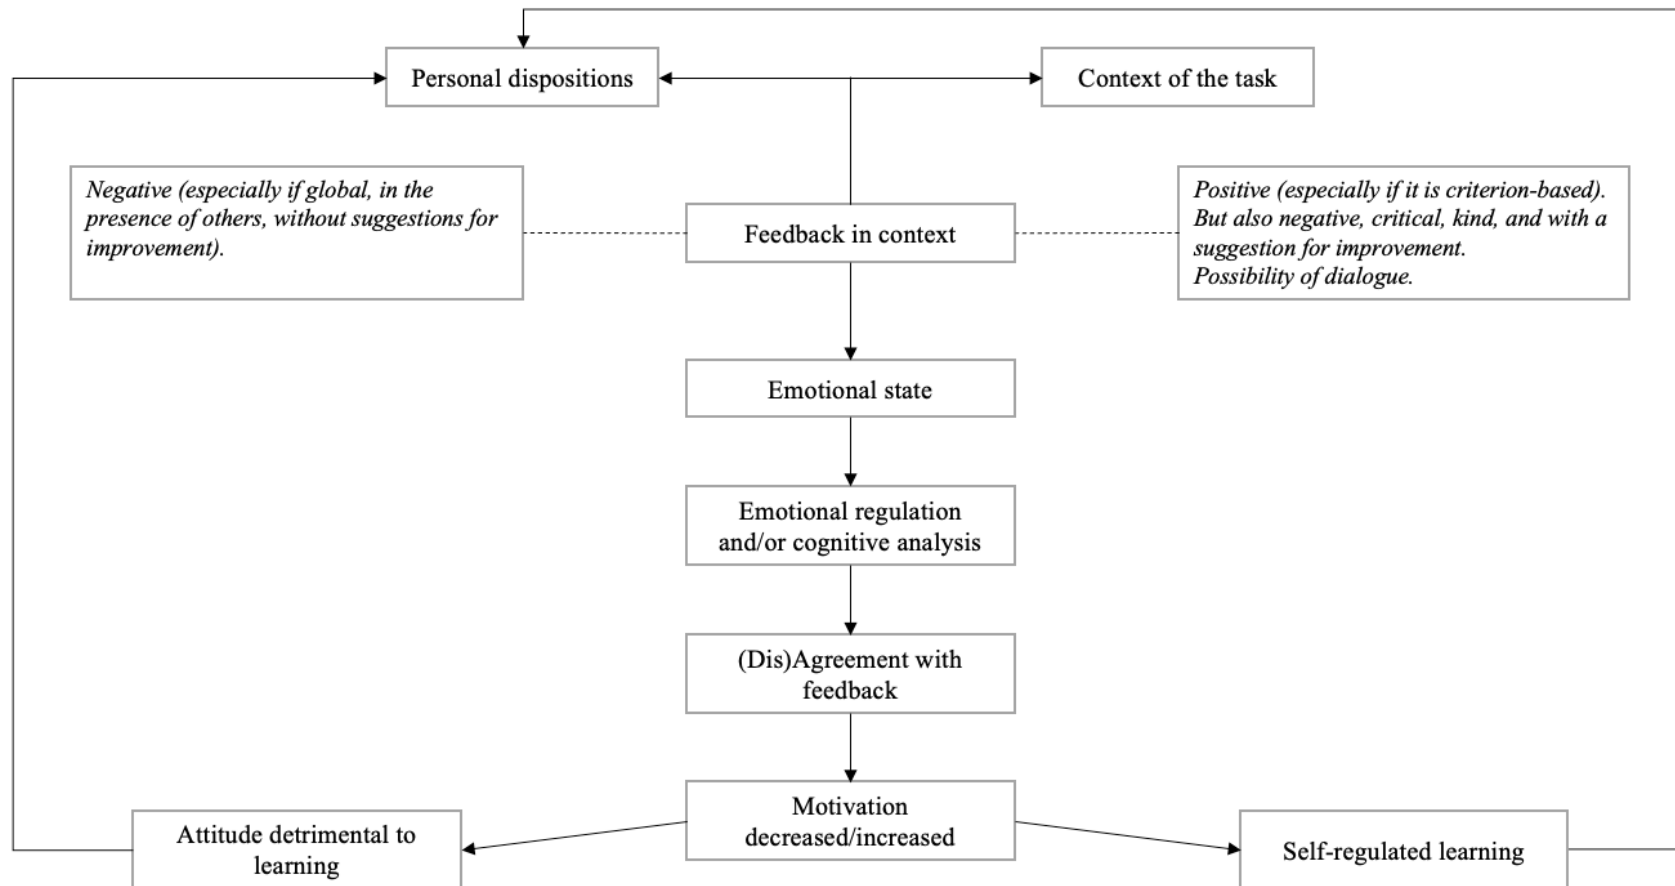 Personal dispositions
Context of the task
Negative (especially if global, in the
presence of others, without suggestions for
improvement).
Feedback in context
Positive (especially if it is criterion-based).
But also negative, critical, kind, and with a
suggestion for improvement.
Possibility of dialogue.
Emotional state
Emotional regulation
and/or cognitive analysis
(Dis)Agreement with
feedback
Motivation
decreased/increased
Attitude detrimental to
learning
Self-regulated learning